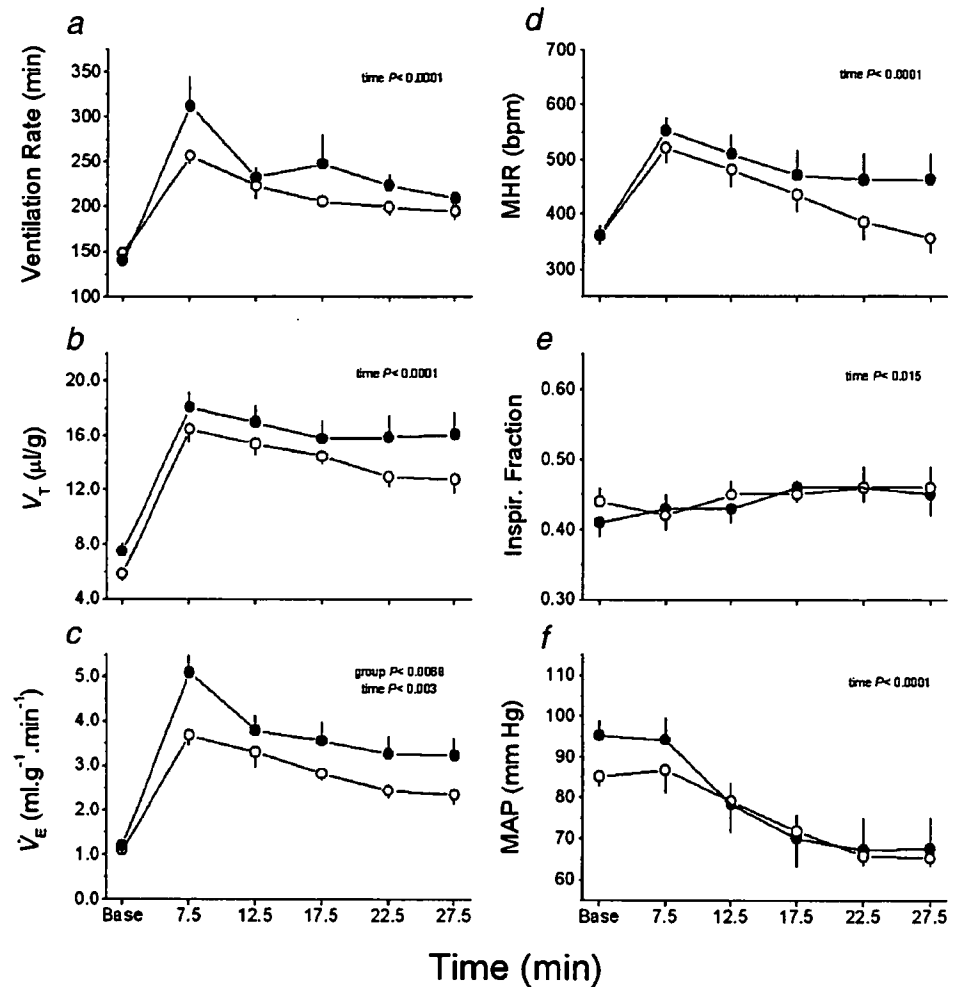 a
Ventilation Rate (min)
350
300
250
200
150
100
time P< 0.0001
b
V_T (µl/g)
20.0
16.0
12.0
8.0
4.0
time P< 0.0001
c
V̇_E (ml.g⁻¹.min⁻¹)
5.0
4.0
3.0
2.0
1.0
0.0
group P< 0.0068
time P< 0.003
Base 7.5 12.5 17.5 22.5 27.5
d
MHR (bpm)
700
600
500
400
300
time P< 0.0001
e
Inspir. Fraction
0.60
0.50
0.40
0.30
time P< 0.015
f
MAP (mm Hg)
110
100
90
80
70
60
time P< 0.0001
Base 7.5 12.5 17.5 22.5 27.5
Time (min)